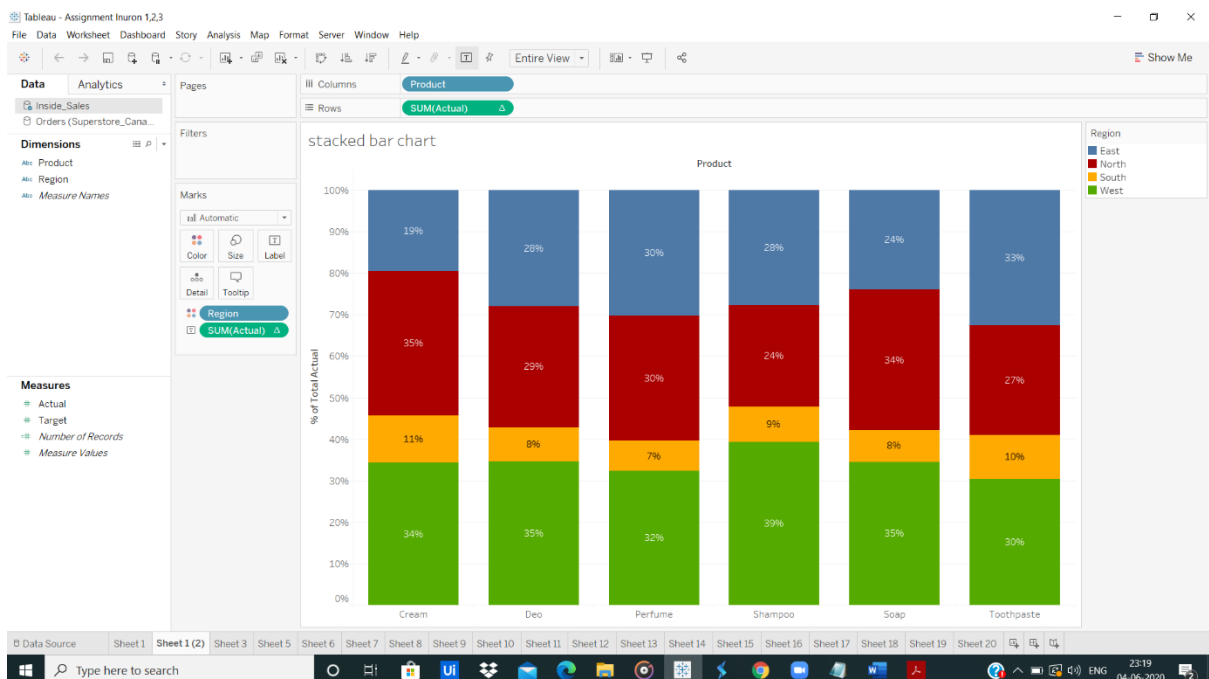 Tableau - Assignment Inuron 1,2,3
File Data Worksheet Dashboard Story Analysis Map Format Server Window Help
Entire View
Show Me
Data Analytics
Pages
Columns Product
Inside_Sales
Rows SUM(Actual) Δ
Orders (Superstore_Cana...
Filters
stacked bar chart
Region
East
North
South
West
Dimensions
Abc Product
Abc Region
Abc Measure Names
Marks
Automatic
Color Size Label
Detail Tooltip
Region
SUM(Actual) Δ
Measures
# Actual
# Target
=# Number of Records
# Measure Values
Product
% of Total Actual
100%
90%
80%
70%
60%
50%
40%
30%
20%
10%
0%
19% 28% 30% 28% 24% 33%
35% 29% 30% 24% 34% 27%
11% 8% 7% 9% 8% 10%
34% 35% 32% 39% 35% 30%
Cream Deo Perfume Shampoo Soap Toothpaste
Data Source Sheet 1 Sheet 1 (2) Sheet 3 Sheet 5 Sheet 6 Sheet 7 Sheet 8 Sheet 9 Sheet 10 Sheet 11 Sheet 12 Sheet 13 Sheet 14 Sheet 15 Sheet 16 Sheet 17 Sheet 18 Sheet 19 Sheet 20
Type here to search
Ui
ENG
23:19
04-06-2020